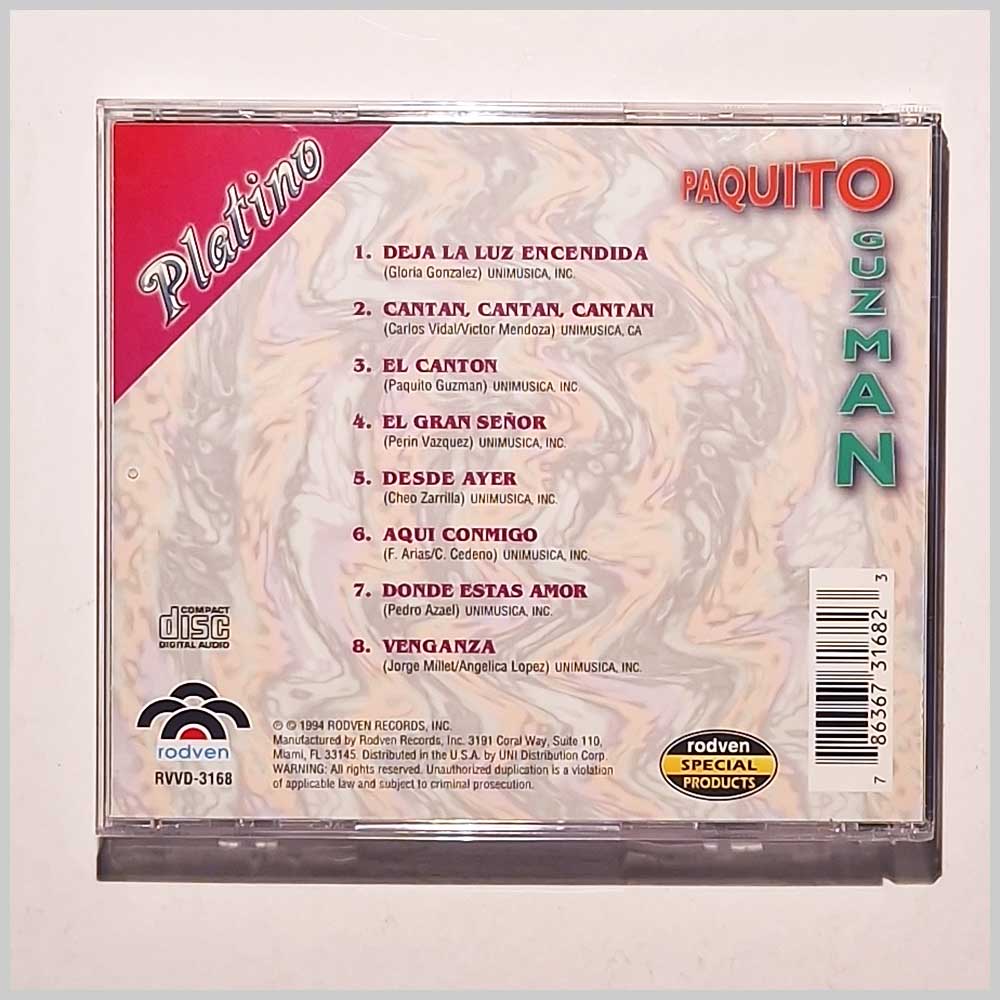 Platino
PAQUITO
GUZMAN
1. DEJA LA LUZ ENCENDIDA
(Gloria Gonzalez) UNIMUSICA, INC.
2. CANTAN, CANTAN, CANTAN
(Carlos Vidal/Victor Mendoza) UNIMUSICA, CA
3. EL CANTON
(Paquito Guzman) UNIMUSICA, INC.
4. EL GRAN SEÑOR
(Perin Vazquez) UNIMUSICA, INC.
5. DESDE AYER
(Cheo Zarrilla) UNIMUSICA, INC.
6. AQUI CONMIGO
(F. Arias/C. Cedeno) UNIMUSICA, INC.
7. DONDE ESTAS AMOR
(Pedro Azael) UNIMUSICA, INC.
8. VENGANZA
(Jorge Millet/Angelica Lopez) UNIMUSICA, INC.
COMPACT
disc
DIGITAL AUDIO
rodven
RVVD-3168
℗ © 1994 RODVEN RECORDS, INC.
Manufactured by Rodven Records, Inc. 3191 Coral Way, Suite 110,
Miami, FL 33145. Distributed in the U.S.A. by UNI Distribution Corp.
WARNING: All rights reserved. Unauthorized duplication is a violation
of applicable law and subject to criminal prosecution.
rodven
SPECIAL
PRODUCTS
7 86367 31682 3